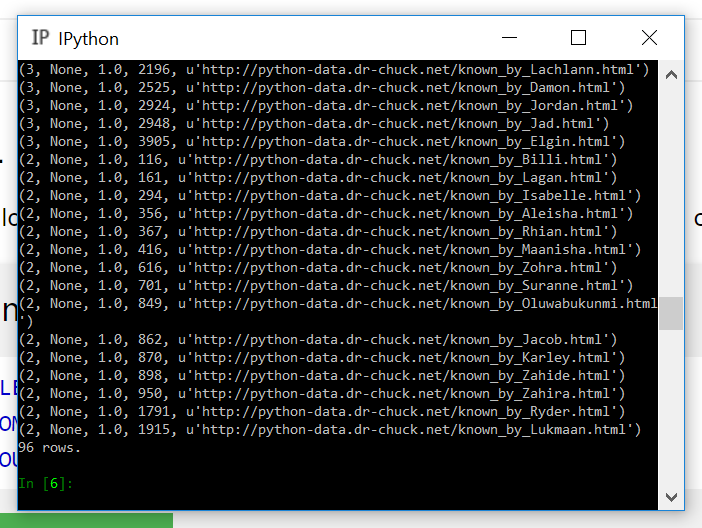 IP IPython
(3, None, 1.0, 2196, u'http://python-data.dr-chuck.net/known_by_Lachlann.html')
(3, None, 1.0, 2525, u'http://python-data.dr-chuck.net/known_by_Damon.html')
(3, None, 1.0, 2924, u'http://python-data.dr-chuck.net/known_by_Jordan.html')
(3, None, 1.0, 2948, u'http://python-data.dr-chuck.net/known_by_Jad.html')
(3, None, 1.0, 3905, u'http://python-data.dr-chuck.net/known_by_Elgin.html')
(2, None, 1.0, 116, u'http://python-data.dr-chuck.net/known_by_Billi.html')
(2, None, 1.0, 161, u'http://python-data.dr-chuck.net/known_by_Lagan.html')
(2, None, 1.0, 294, u'http://python-data.dr-chuck.net/known_by_Isabelle.html')
(2, None, 1.0, 356, u'http://python-data.dr-chuck.net/known_by_Aleisha.html')
(2, None, 1.0, 367, u'http://python-data.dr-chuck.net/known_by_Rhian.html')
(2, None, 1.0, 416, u'http://python-data.dr-chuck.net/known_by_Maanisha.html')
(2, None, 1.0, 616, u'http://python-data.dr-chuck.net/known_by_Zohra.html')
(2, None, 1.0, 701, u'http://python-data.dr-chuck.net/known_by_Suranne.html')
(2, None, 1.0, 849, u'http://python-data.dr-chuck.net/known_by_Oluwabukunmi.html
')
(2, None, 1.0, 862, u'http://python-data.dr-chuck.net/known_by_Jacob.html')
(2, None, 1.0, 870, u'http://python-data.dr-chuck.net/known_by_Karley.html')
(2, None, 1.0, 898, u'http://python-data.dr-chuck.net/known_by_Zahide.html')
(2, None, 1.0, 950, u'http://python-data.dr-chuck.net/known_by_Zahira.html')
(2, None, 1.0, 1791, u'http://python-data.dr-chuck.net/known_by_Ryder.html')
(2, None, 1.0, 1915, u'http://python-data.dr-chuck.net/known_by_Lukmaan.html')
96 rows.
In [6]: